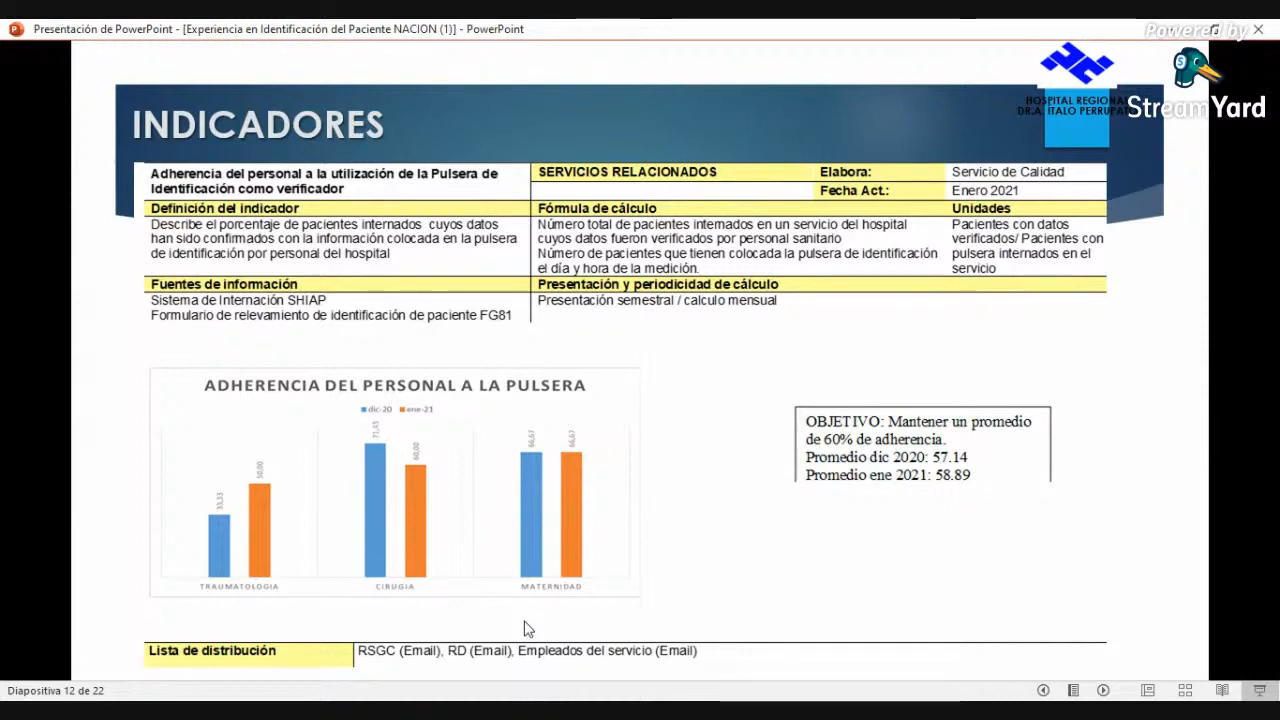 Presentación de PowerPoint - [Experiencia en Identificación del Paciente NACION (1)] - PowerPoint
Powered by
StreamYard
HOSPITAL REGIONAL
DR.A. ITALO PERRUPATO
INDICADORES
Adherencia del personal a la utilización de la Pulsera de
Identificación como verificador
SERVICIOS RELACIONADOS
Elabora:
Servicio de Calidad
Fecha Act.:
Enero 2021
Definición del indicador
Fórmula de cálculo
Unidades
Describe el porcentaje de pacientes internados cuyos datos
han sido confirmados con la información colocada en la pulsera
de identificación por personal del hospital
Número total de pacientes internados en un servicio del hospital
cuyos datos fueron verificados por personal sanitario
Número de pacientes que tienen colocada la pulsera de identificación
el día y hora de la medición.
Pacientes con datos
verificados/ Pacientes con
pulsera internados en el
servicio
Fuentes de información
Presentación y periodicidad de cálculo
Sistema de Internación SHIAP
Formulario de relevamiento de identificación de paciente FG81
Presentación semestral / calculo mensual
ADHERENCIA DEL PERSONAL A LA PULSERA
dic-20 ene-21
33,33
50,00
71,43
60,00
66,67
66,67
TRAUMATOLOGIA
CIRUGIA
MATERNIDAD
OBJETIVO: Mantener un promedio
de 60% de adherencia.
Promedio dic 2020: 57.14
Promedio ene 2021: 58.89
Lista de distribución
RSGC (Email), RD (Email), Empleados del servicio (Email)
Diapositiva 12 de 22